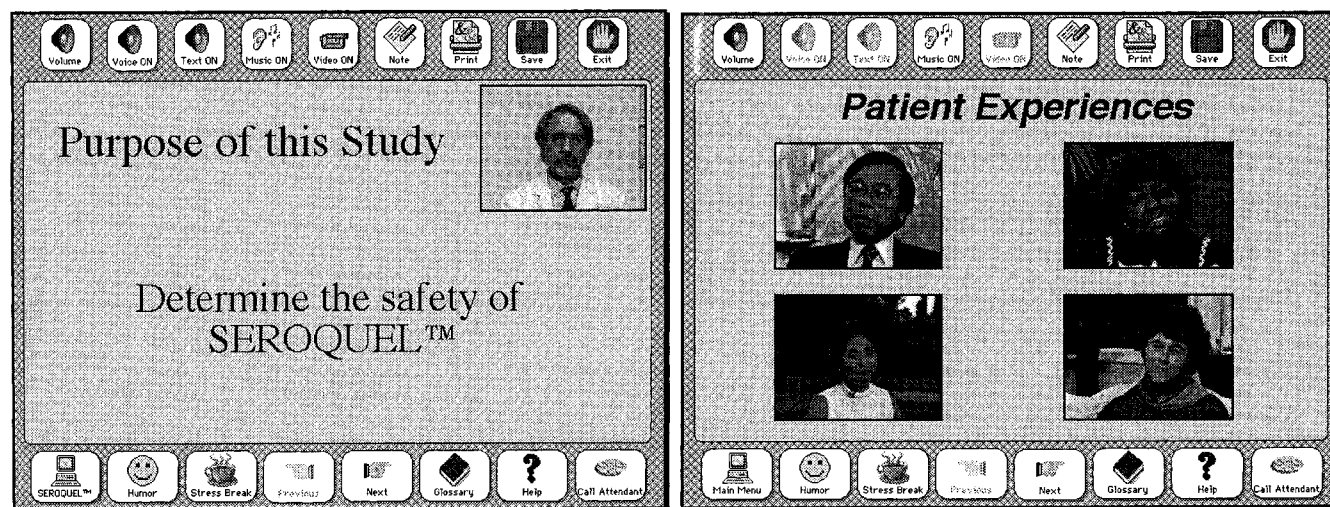 Volume Voice ON Text ON Music ON Video ON Note Print Save Exit
Purpose of this Study
Determine the safety of
SEROQUEL™
SEROQUEL™ Humor Stress Break Previous Next Glossary Help Call Attendant
Volume Voice ON Text ON Music ON Video ON Note Print Save Exit
Patient Experiences
Main Menu Humor Stress Break Previous Next Glossary Help Call Attendant